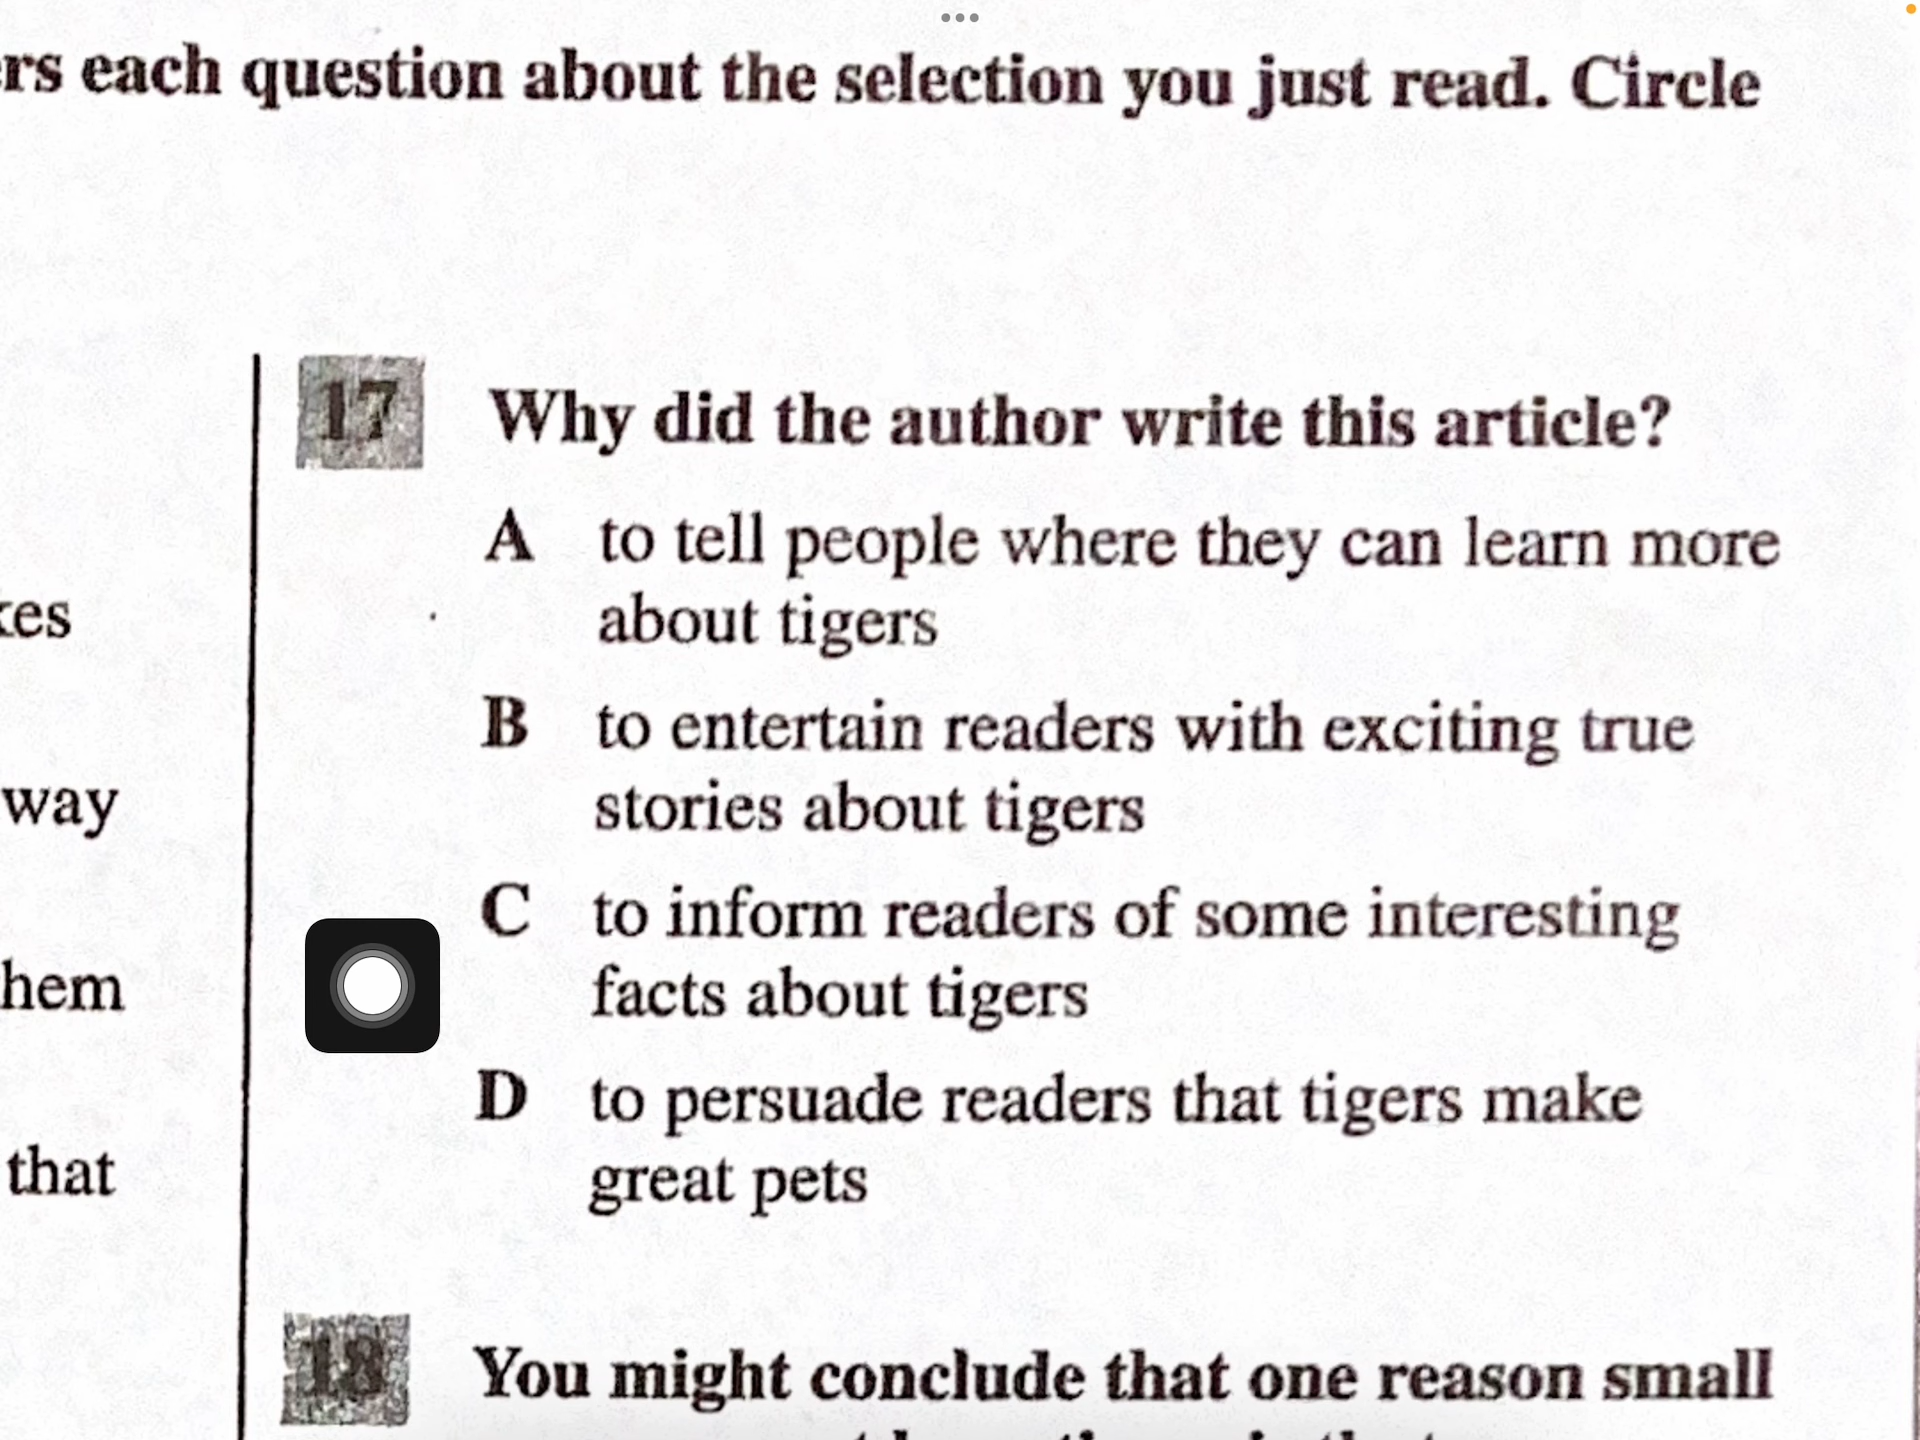 rs each question about the selection you just read. Circle
kes
way
hem
that
17 Why did the author write this article?
A to tell people where they can learn more
about tigers
B to entertain readers with exciting true
stories about tigers
C to inform readers of some interesting
facts about tigers
D to persuade readers that tigers make
great pets
18 You might conclude that one reason small